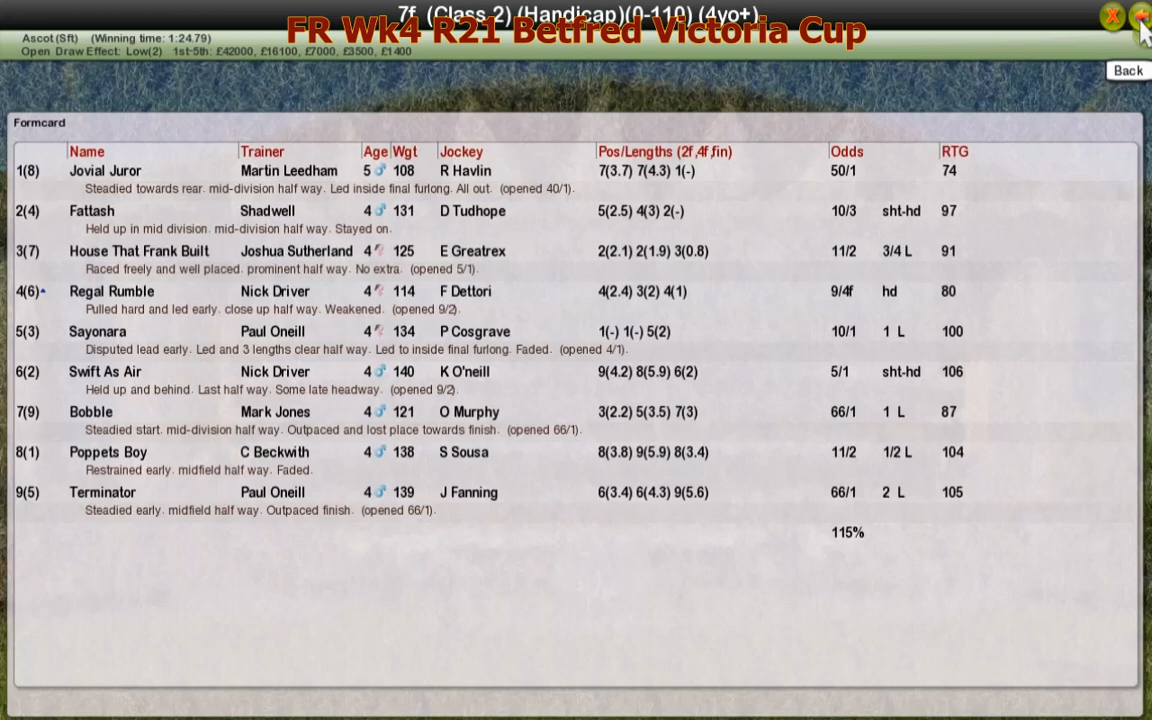 7f, (Class 2) (Handicap)(0-110) (4yo+)
FR Wk4 R21 Betfred Victoria Cup
Ascot(Sft) (Winning time: 1:24.79)
Open Draw Effect: Low(2) 1st-5th: £42000, £16100, £7000, £3500, £1400
Back
Formcard
Name Trainer Age Wgt Jockey Pos/Lengths (2f,4f,fin) Odds RTG
1(8) Jovial Juror Martin Leedham 5 108 R Havlin 7(3.7) 7(4.3) 1(-) 50/1 74
Steadied towards rear. mid-division half way. Led inside final furlong. All out. (opened 40/1).
2(4) Fattash Shadwell 4 131 D Tudhope 5(2.5) 4(3) 2(-) 10/3 sht-hd 97
Held up in mid division. mid-division half way. Stayed on.
3(7) House That Frank Built Joshua Sutherland 4 125 E Greatrex 2(2.1) 2(1.9) 3(0.8) 11/2 3/4 L 91
Raced freely and well placed. prominent half way. No extra. (opened 5/1).
4(6) Regal Rumble Nick Driver 4 114 F Dettori 4(2.4) 3(2) 4(1) 9/4f hd 80
Pulled hard and led early. close up half way. Weakened. (opened 9/2).
5(3) Sayonara Paul Oneill 4 134 P Cosgrave 1(-) 1(-) 5(2) 10/1 1 L 100
Disputed lead early. Led and 3 lengths clear half way. Led to inside final furlong. Faded. (opened 4/1).
6(2) Swift As Air Nick Driver 4 140 K O'neill 9(4.2) 8(5.9) 6(2) 5/1 sht-hd 106
Held up and behind. Last half way. Some late headway. (opened 9/2).
7(9) Bobble Mark Jones 4 121 O Murphy 3(2.2) 5(3.5) 7(3) 66/1 1 L 87
Steadied start. mid-division half way. Outpaced and lost place towards finish. (opened 66/1).
8(1) Poppets Boy C Beckwith 4 138 S Sousa 8(3.8) 9(5.9) 8(3.4) 11/2 1/2 L 104
Restrained early. midfield half way. Faded.
9(5) Terminator Paul Oneill 4 139 J Fanning 6(3.4) 6(4.3) 9(5.6) 66/1 2 L 105
Steadied early. midfield half way. Outpaced finish. (opened 66/1).
115%